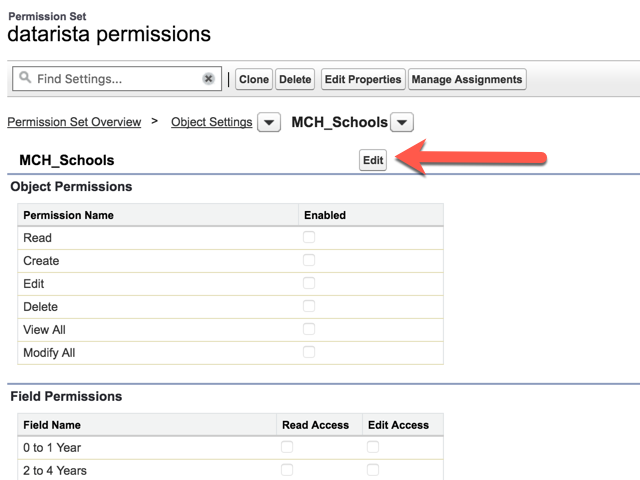 Permission Set
datarista permissions
Find Settings... | Clone Delete Edit Properties Manage Assignments
Permission Set Overview > Object Settings MCH_Schools
MCH_Schools Edit
Object Permissions
Permission Name Enabled
Read
Create
Edit
Delete
View All
Modify All
Field Permissions
Field Name Read Access Edit Access
0 to 1 Year
2 to 4 Years